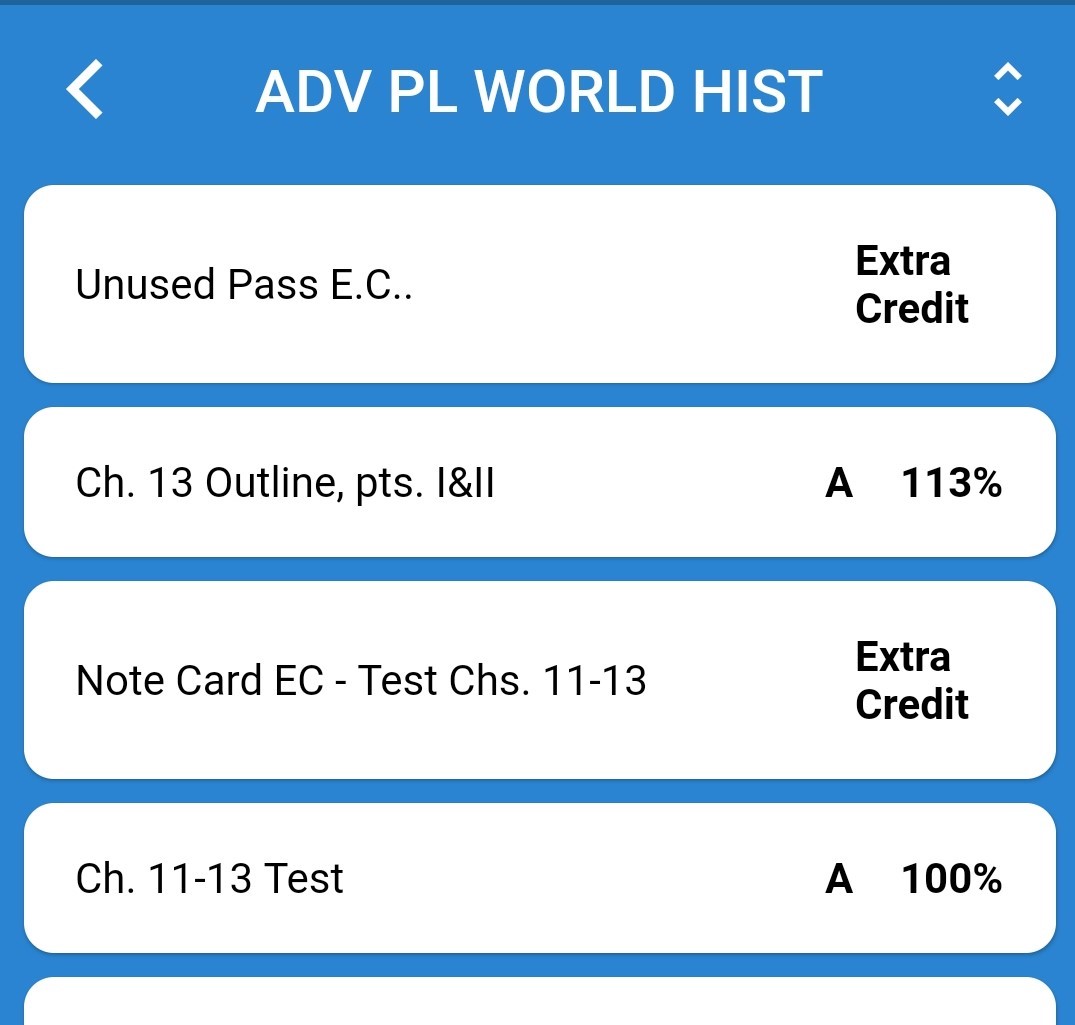 ADV PL WORLD HIST
Unused Pass E.C..
Extra
Credit
Ch. 13 Outline, pts. I&II A 113%
Note Card EC - Test Chs. 11-13
Extra
Credit
Ch. 11-13 Test A 100%